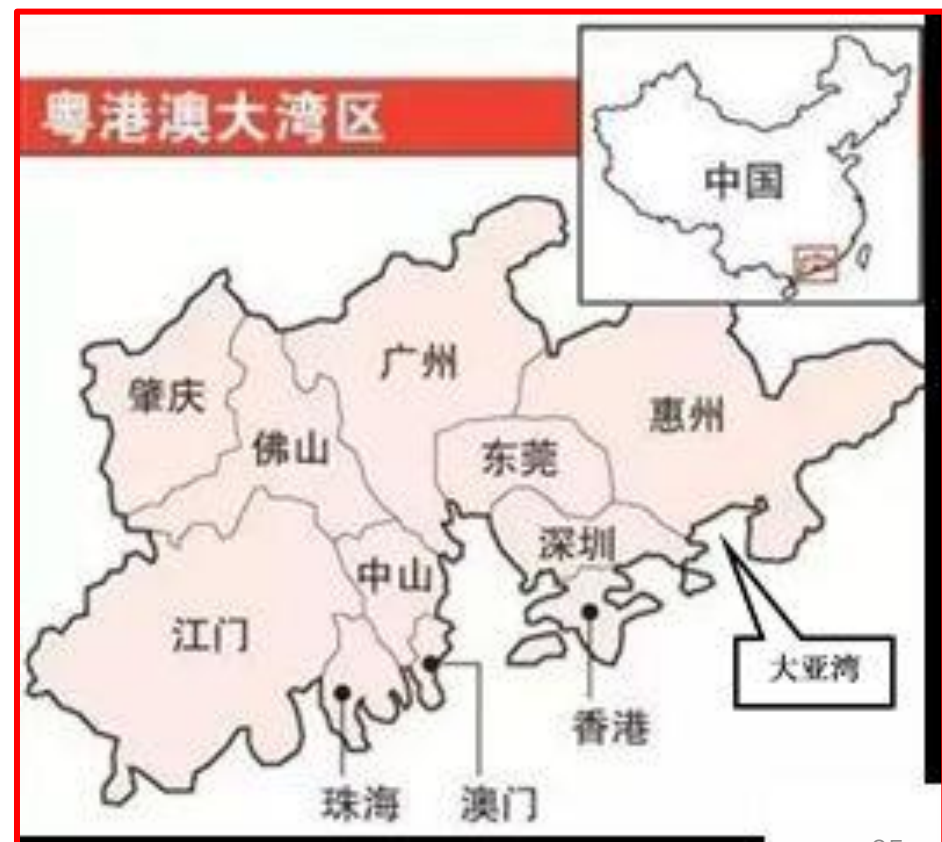 粤港澳大湾区
中国
广州
肇庆
惠州
佛山
东莞
深圳
中山
江门
大亚湾
香港
珠海
澳门